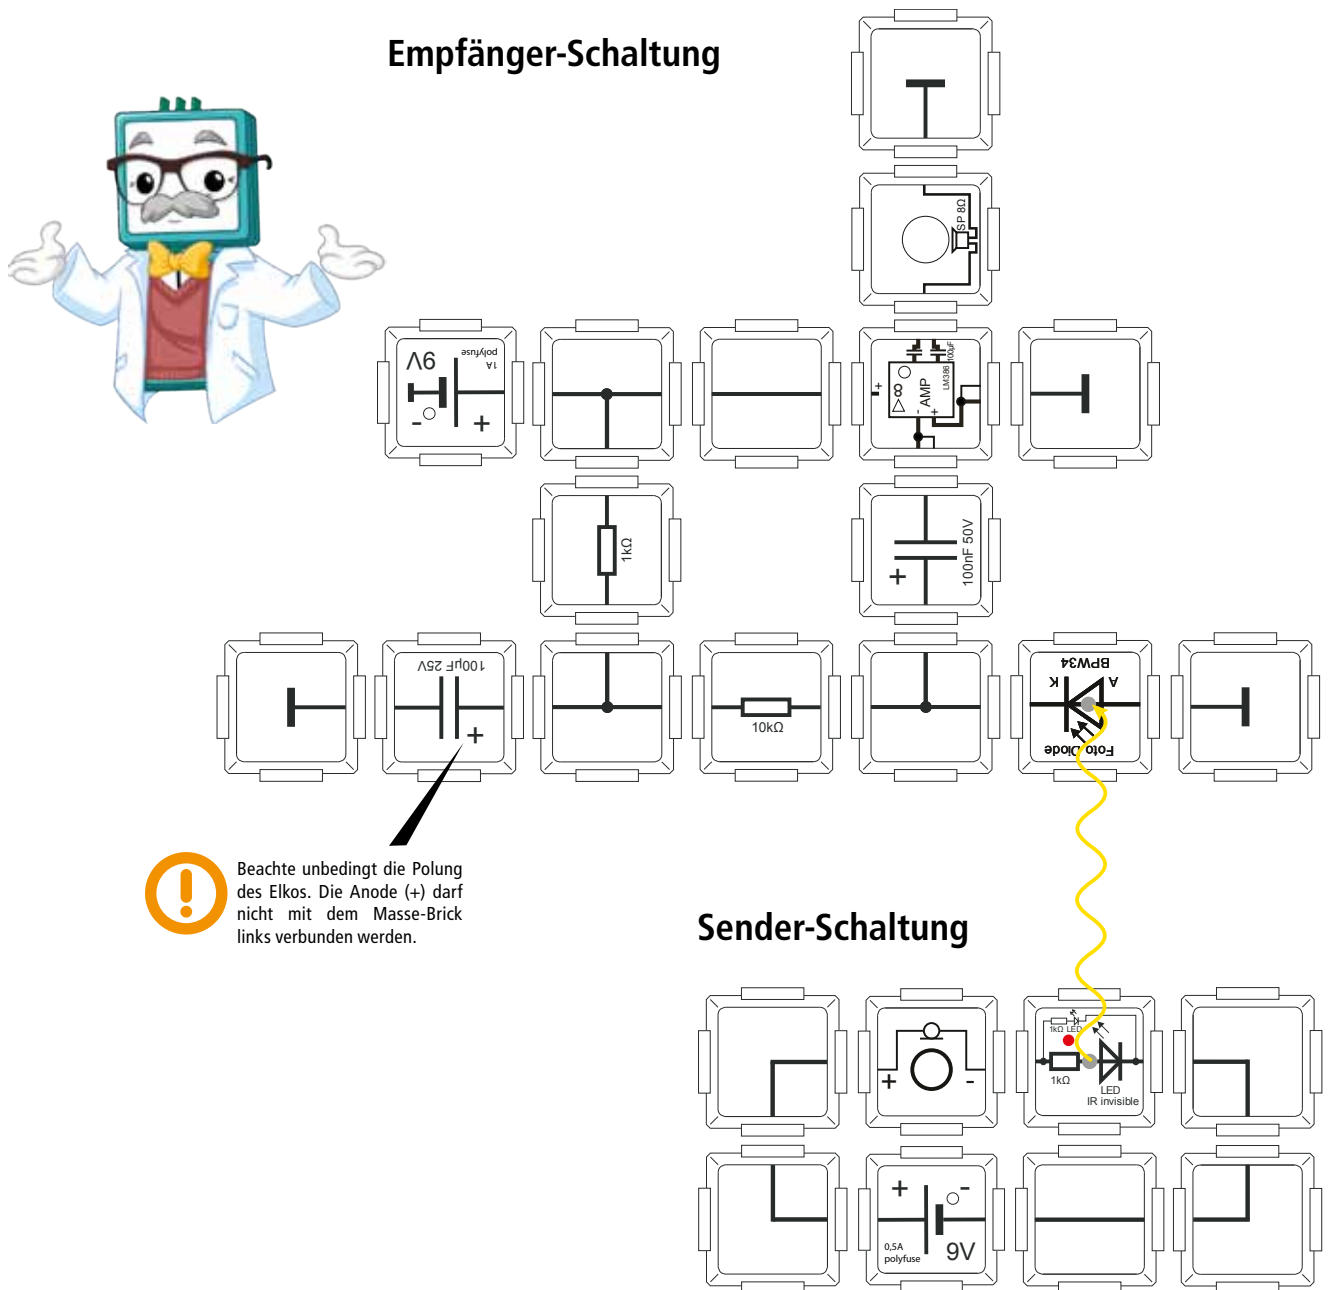 Empfänger-Schaltung
SP 8Ω
9V
1A
polyfuse
-
+
+
∞
AMP
LM386
100µF
-
+
1kΩ
+
100nF 50V
100µF 25V
+
10kΩ
BPW34
K
A
Foto Diode
Beachte unbedingt die Polung
des Elkos. Die Anode (+) darf
nicht mit dem Masse-Brick
links verbunden werden.
Sender-Schaltung
+
-
1kΩ LED
1kΩ
LED
IR invisible
+
-
0,5A
polyfuse
9V